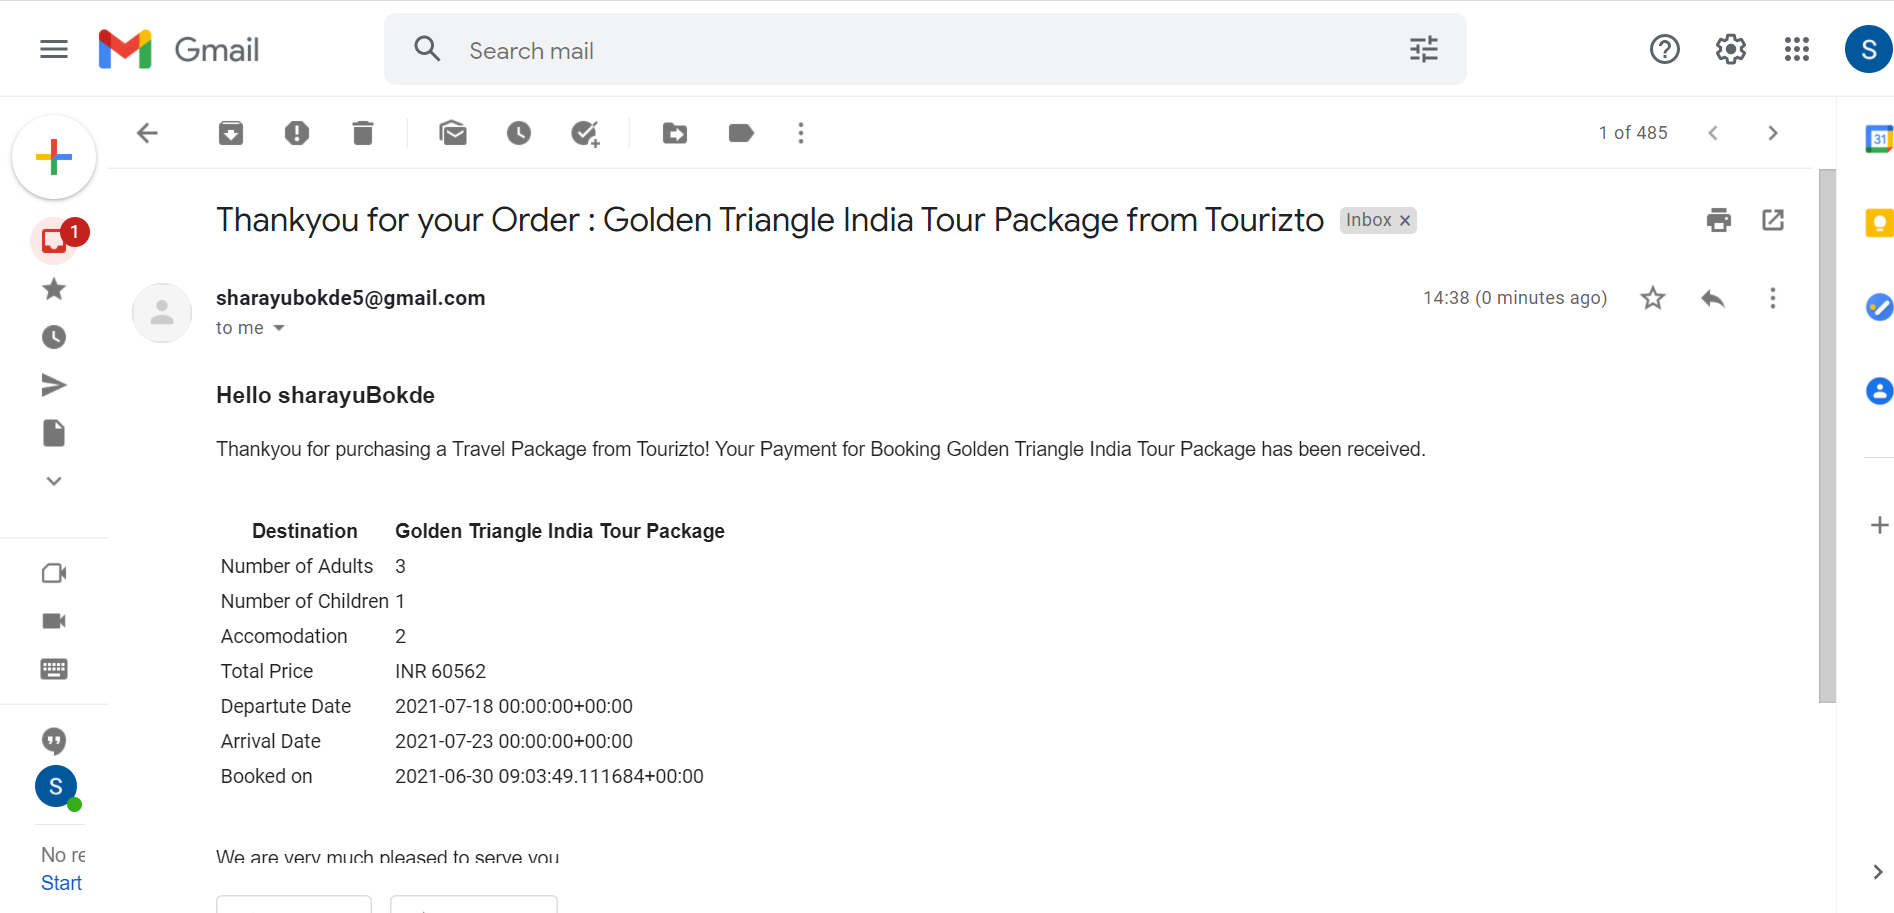 Gmail
Search mail
S
1 of 485
31
Thankyou for your Order : Golden Triangle India Tour Package from Tourizto
Inbox ×
1
sharayubokde5@gmail.com
14:38 (0 minutes ago)
to me
Hello sharayuBokde
Thankyou for purchasing a Travel Package from Tourizto! Your Payment for Booking Golden Triangle India Tour Package has been received.
Destination Golden Triangle India Tour Package
Number of Adults 3
Number of Children 1
Accomodation 2
Total Price INR 60562
Departute Date 2021-07-18 00:00:00+00:00
Arrival Date 2021-07-23 00:00:00+00:00
Booked on 2021-06-30 09:03:49.111684+00:00
S
We are very much pleased to serve you
No re
Start